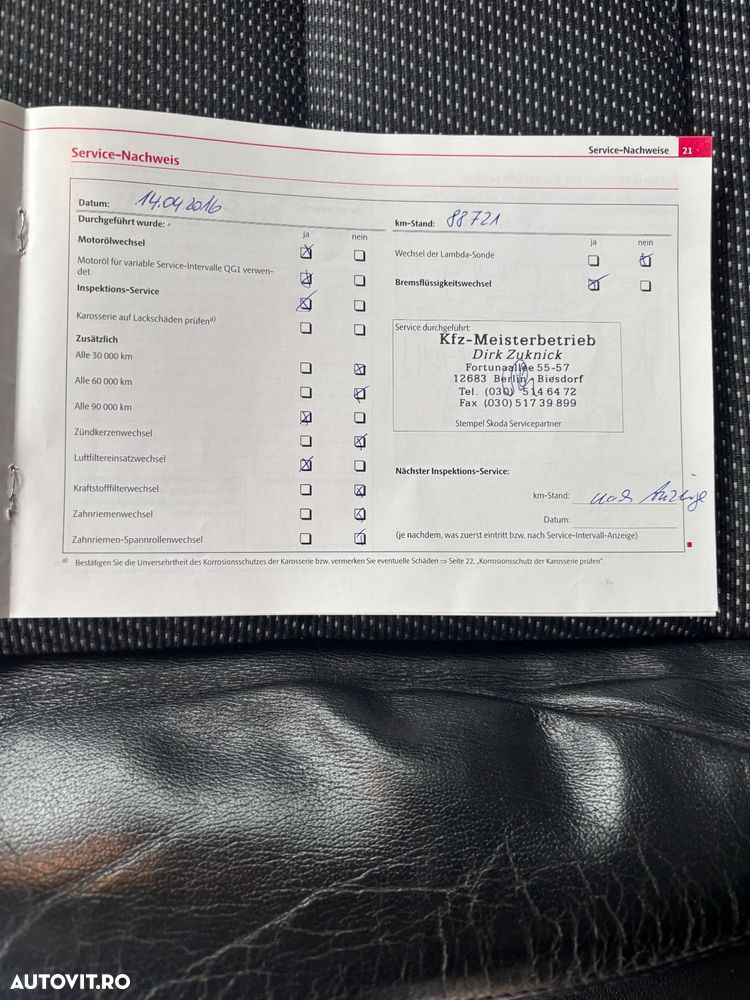 Service-Nachweise 21
Service-Nachweis
Datum: 14.04.2016
Durchgeführt wurde: -
ja nein
Motorölwechsel
Motoröl für variable Service-Intervalle QG1 verwen-
det
Inspektions-Service
Karosserie auf Lackschäden prüfen a)
Zusätzlich
Alle 30 000 km
Alle 60 000 km
Alle 90 000 km
Zündkerzenwechsel
Luftfiltereinsatzwechsel
Kraftstofffilterwechsel
Zahnriemenwechsel
Zahnriemen-Spannrollenwechsel
km-Stand: 88721
ja nein
Wechsel der Lambda-Sonde
Bremsflüssigkeitswechsel
Service durchgeführt:
Kfz-Meisterbetrieb
Dirk Zuknick
Fortunaallee 55-57
12683 Berlin Biesdorf
Tel. (030) 514 64 72
Fax (030) 517 39 899
Stempel Skoda Servicepartner
Nächster Inspektions-Service:
km-Stand: nach Anzeige
Datum:
(je nachdem, was zuerst eintritt bzw. nach Service-Intervall-Anzeige)
a) Bestätigen Sie die Unversehrtheit des Korrosionsschutzes der Karosserie bzw. vermerken Sie eventuelle Schäden ⇒ Seite 22, „Korrosionsschutz der Karosserie prüfen".
AUTOVIT.RO